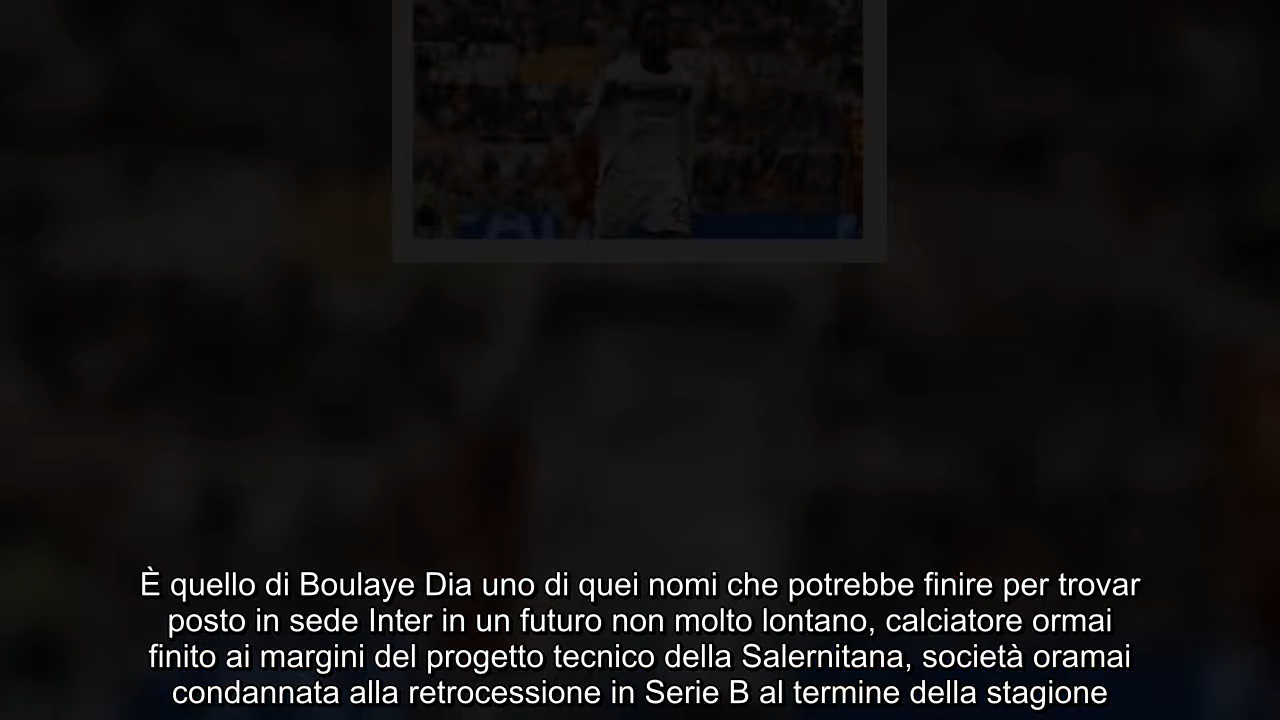 È quello di Boulaye Dia uno di quei nomi che potrebbe finire per trovar
posto in sede Inter in un futuro non molto lontano, calciatore ormai
finito ai margini del progetto tecnico della Salernitana, società oramai
condannata alla retrocessione in Serie B al termine della stagione